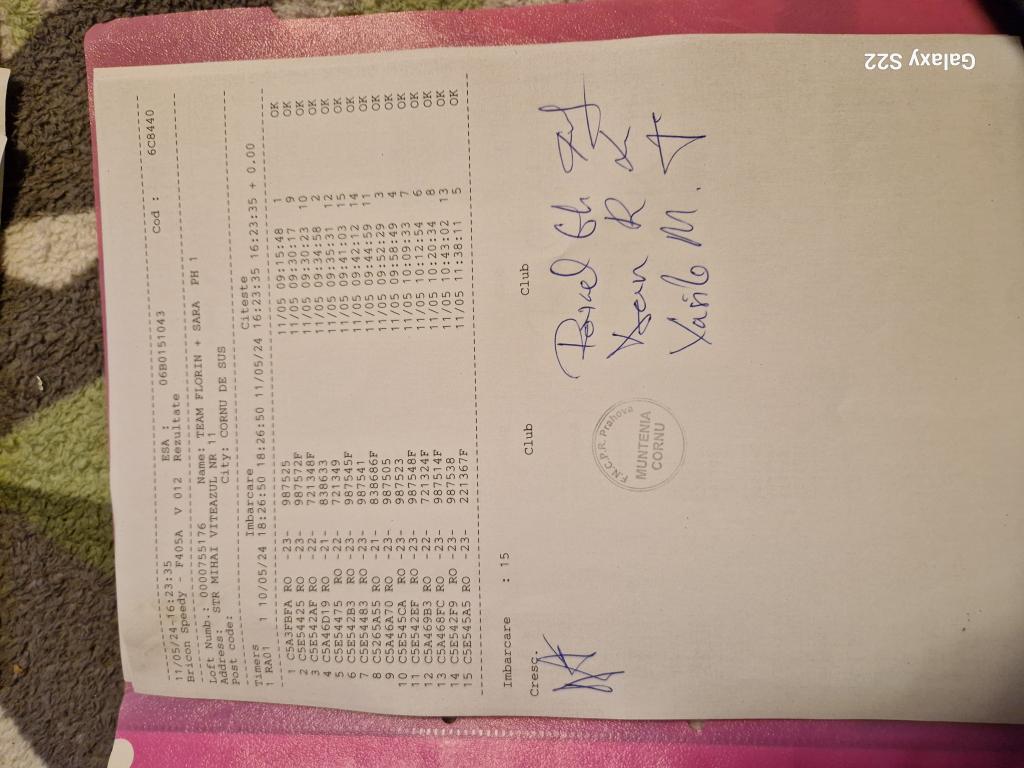 11/05/24-16:23:35 ESA : 06B0151043 Cod : 6C8440
Bricon Speedy - F405A V 012 Rezultate
Loft Numb.: 0000755176 Name: TEAM FLORIN + SARA PH 1
Address: STR MIHAI VITEAZUL NR 11
Post code: City: CORNU DE SUS
Imbarcare Citeste
Timers 1 10/05/24 18:26:50 18:26:50 11/05/24 16:23:35 16:23:35 + 0.00
1 RA01
1 C5A3FBFA RO -23- 987525 11/05 09:15:48 1 OK
2 C5E54425 RO -23- 987572F 11/05 09:30:17 9 OK
3 C5E542AF RO -22- 721348F 11/05 09:30:23 10 OK
4 C5A46D19 RO -21- 838633 11/05 09:34:58 2 OK
5 C5E54475 RO -22- 721349 11/05 09:35:31 12 OK
6 C5E542B3 RO -23- 987545F 11/05 09:41:03 15 OK
7 C5E54483 RO -23- 987541 11/05 09:42:12 14 OK
8 C5265A55 RO -21- 838686F 11/05 09:44:59 11 OK
9 C5A46A70 RO -23- 987505 11/05 09:52:29 3 OK
10 C5E545CA RO -23- 987523 11/05 09:58:49 4 OK
11 C5E542EF RO -23- 987548F 11/05 10:09:33 7 OK
12 C5A469B3 RO -22- 721324F 11/05 10:12:54 6 OK
13 C5A468FC RO -23- 987514F 11/05 10:20:34 8 OK
14 C5E542F9 RO -23- 987538 11/05 10:43:02 13 OK
15 C5E545A5 RO -23- 221367F 11/05 11:38:11 5 OK
Imbarcare : 15
Cresc. Club Club
F.N.C.P.R. Prahova
MUNTENIA
CORNU
Galaxy S22